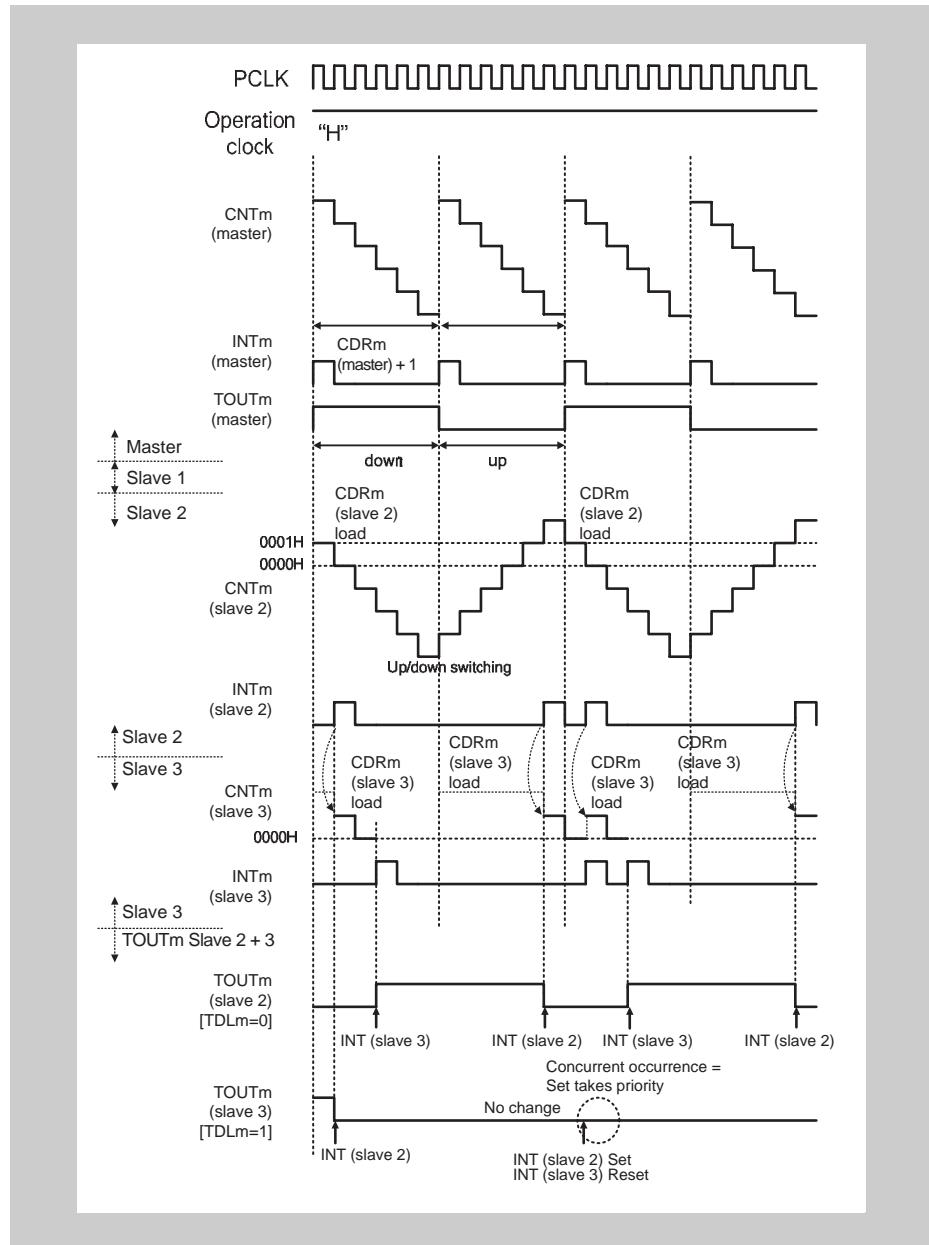 PCLK
Operation
clock
“H”
CNTm
(master)
INTm
(master)
CDRm
(master) + 1
TOUTm
(master)
Master
Slave 1
Slave 2
down
up
CDRm
(slave 2)
load
CDRm
(slave 2)
load
0001H
0000H
CNTm
(slave 2)
Up/down switching
INTm
(slave 2)
Slave 2
Slave 3
CDRm
(slave 3)
load
CDRm
(slave 3)
load
CDRm
(slave 3)
load
CDRm
(slave 3)
load
CNTm
(slave 3)
0000H
INTm
(slave 3)
Slave 3
TOUTm Slave 2 + 3
TOUTm
(slave 2)
[TDLm=0]
INT (slave 3)
INT (slave 2)
INT (slave 3)
INT (slave 2)
Concurrent occurrence =
Set takes priority
TOUTm
(slave 3)
[TDLm=1]
No change
INT (slave 2)
INT (slave 2) Set
INT (slave 3) Reset